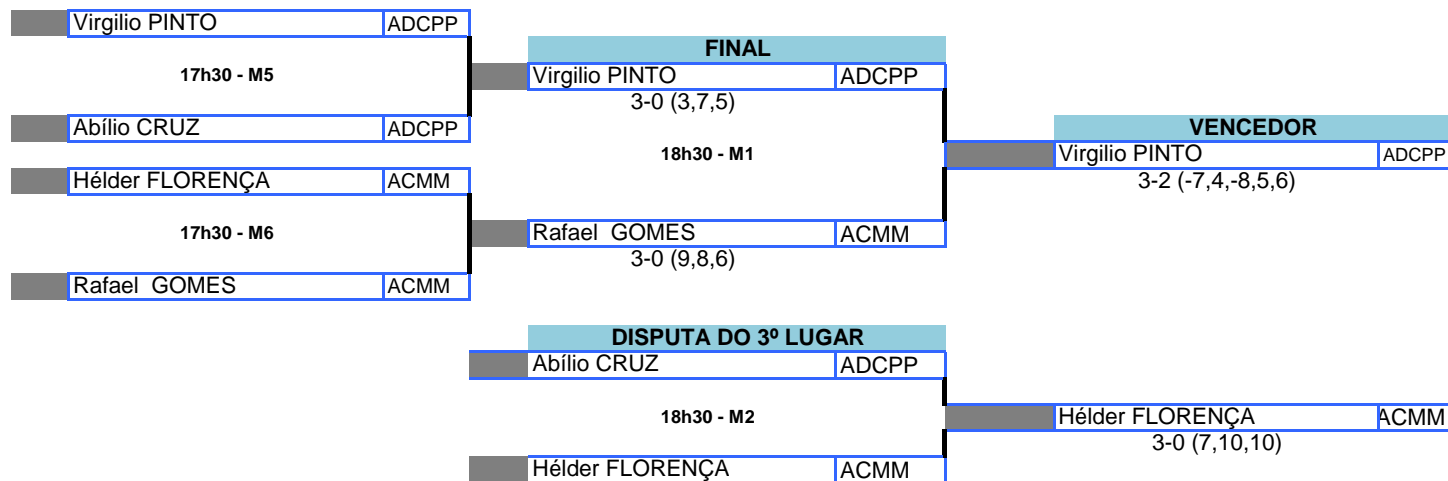 Virgilio PINTO ADCPP
17h30 - M5
Abílio CRUZ ADCPP
Hélder FLORENÇA ACMM
17h30 - M6
Rafael GOMES ACMM
FINAL
Virgilio PINTO ADCPP
3-0 (3,7,5)
18h30 - M1
Rafael GOMES ACMM
3-0 (9,8,6)
VENCEDOR
Virgilio PINTO ADCPP
3-2 (-7,4,-8,5,6)
DISPUTA DO 3º LUGAR
Abílio CRUZ ADCPP
18h30 - M2
Hélder FLORENÇA ACMM
Hélder FLORENÇA ACMM
3-0 (7,10,10)